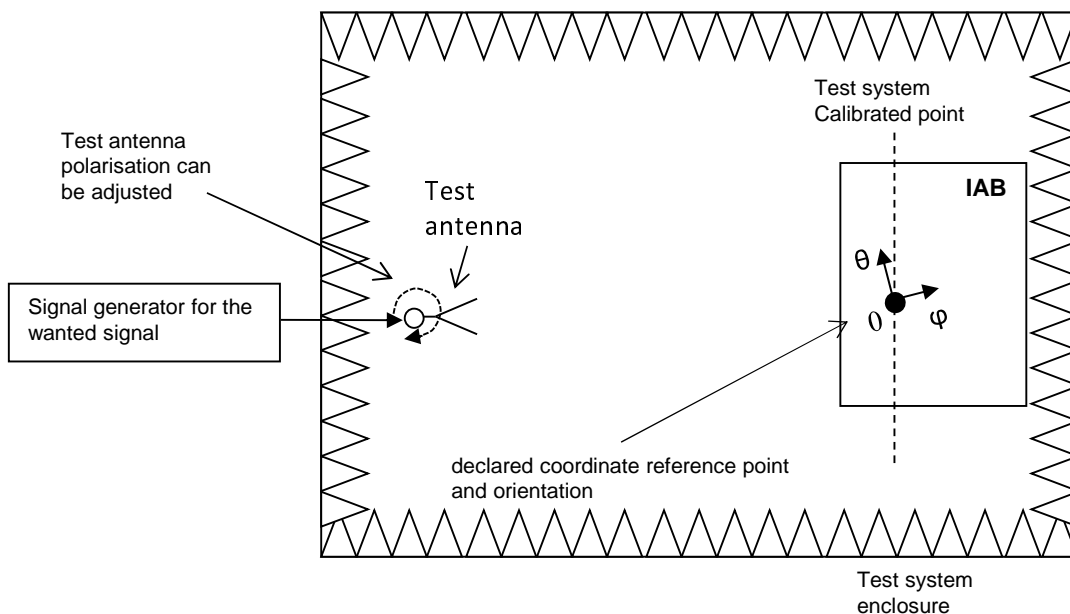 Test system
Calibrated point
Test antenna
polarisation can
be adjusted
Test
antenna
IAB
θ
Signal generator for the
wanted signal
0
φ
declared coordinate reference point
and orientation
Test system
enclosure